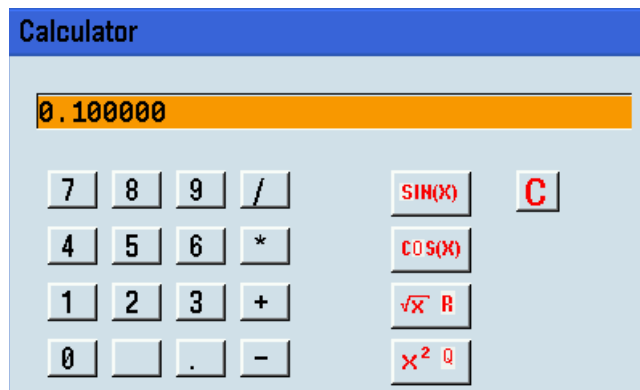 Calculator
0.100000
7 8 9 / SIN(X) C
4 5 6 * COS(X)
1 2 3 + √x R
0 . - x² Q